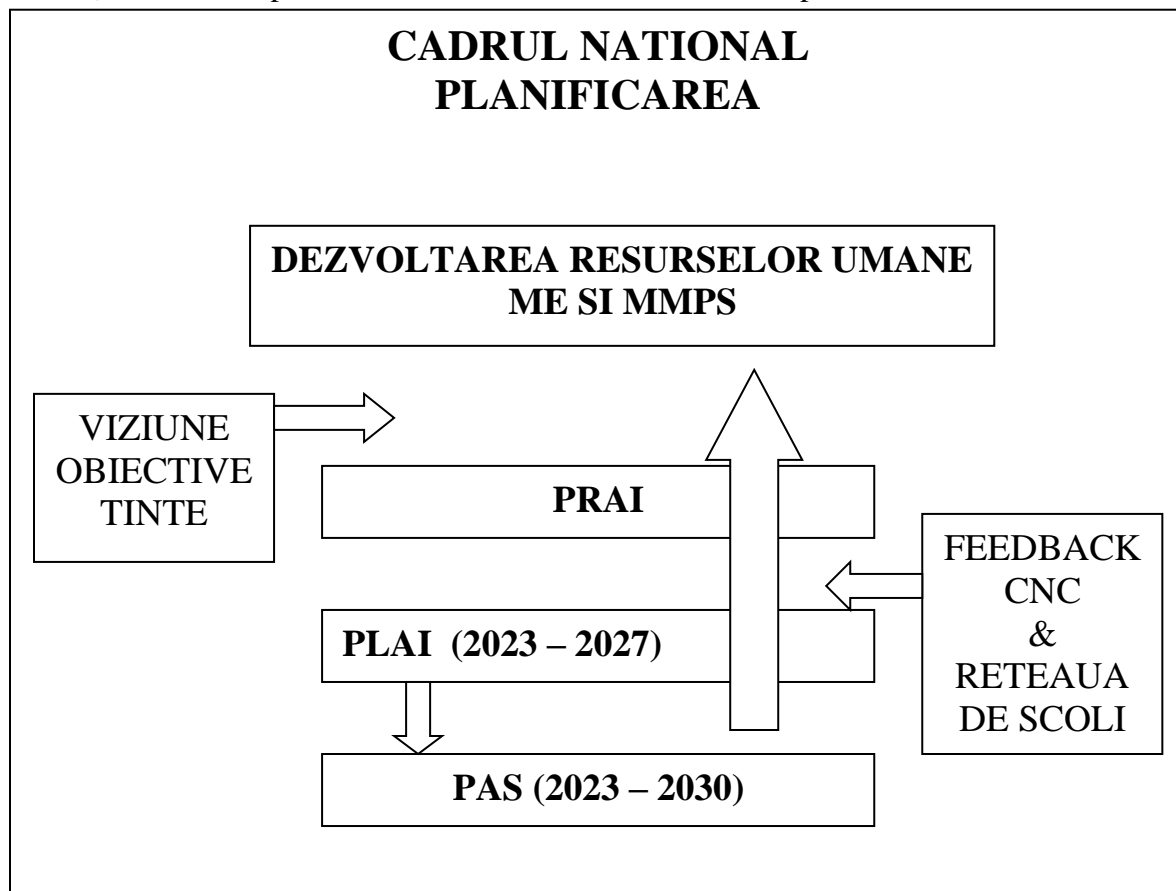 CADRUL NATIONAL
PLANIFICAREA
DEZVOLTAREA RESURSELOR UMANE
ME SI MMPS
VIZIUNE
OBIECTIVE
TINTE
PRAI
FEEDBACK
CNC
&
RETEAUA
DE SCOLI
PLAI (2023 – 2027)
PAS (2023 – 2030)